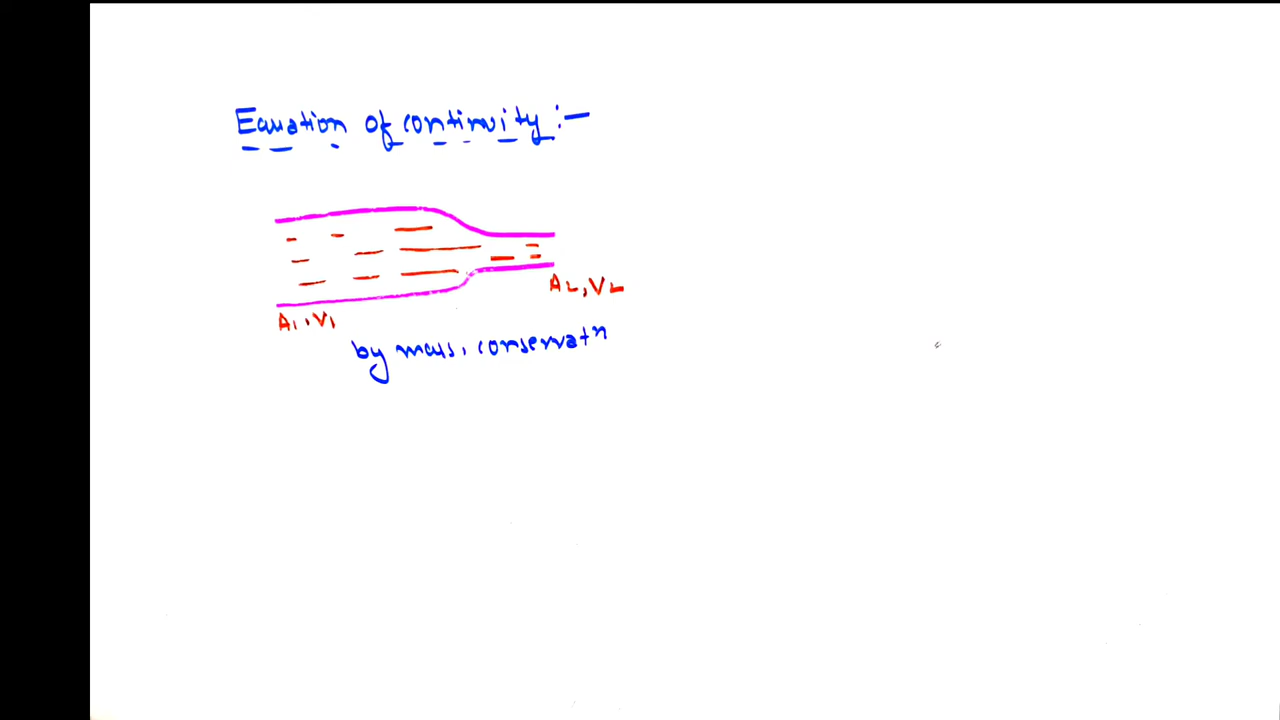 Equation of continuity :-
A2, V2
A1, V1
by mass, conservatn